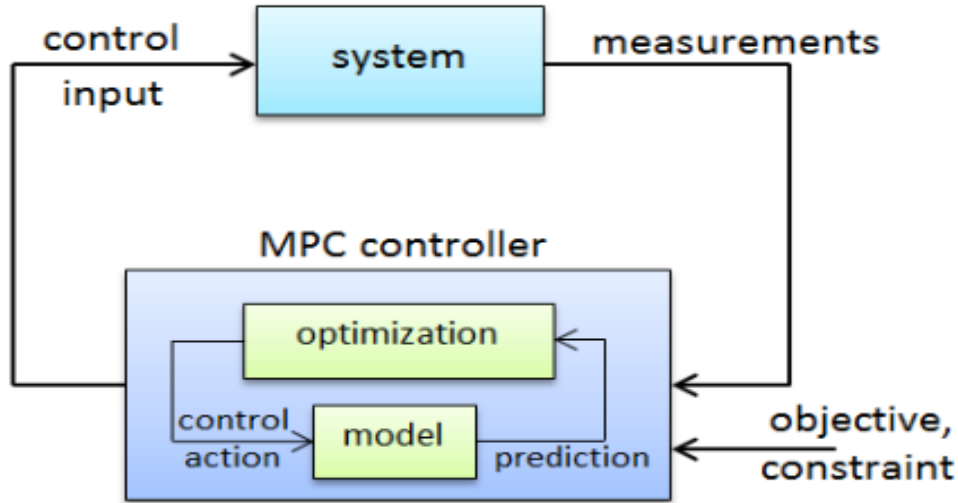 control
input
system
measurements
MPC controller
optimization
control
action
model
prediction
objective,
constraint